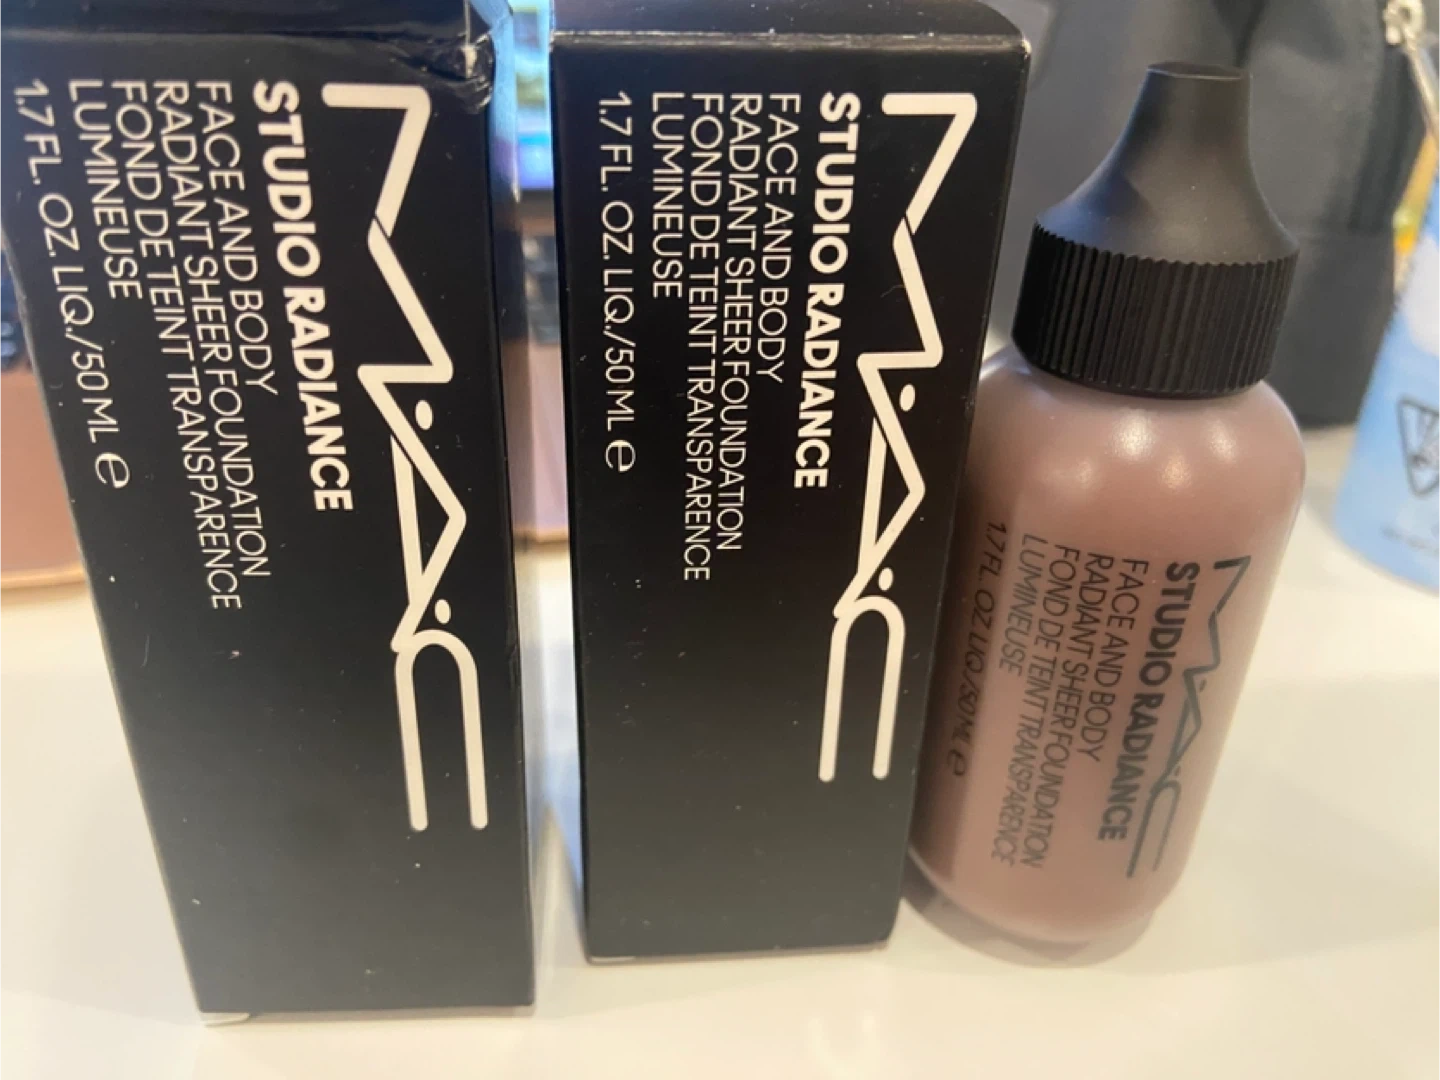 MAC
STUDIO RADIANCE
FACE AND BODY
RADIANT SHEER FOUNDATION
FOND DE TEINT TRANSPARENCE
LUMINEUSE
1.7 FL. OZ. LIQ./50 ML e
MAC
STUDIO RADIANCE
FACE AND BODY
RADIANT SHEER FOUNDATION
FOND DE TEINT TRANSPARENCE
LUMINEUSE
1.7 FL. OZ. LIQ./50 ML e
MAC
STUDIO RADIANCE
FACE AND BODY
RADIANT SHEER FOUNDATION
FOND DE TEINT TRANSPARENCE
LUMINEUSE
1.7 FL. OZ LIQ./50 ML e